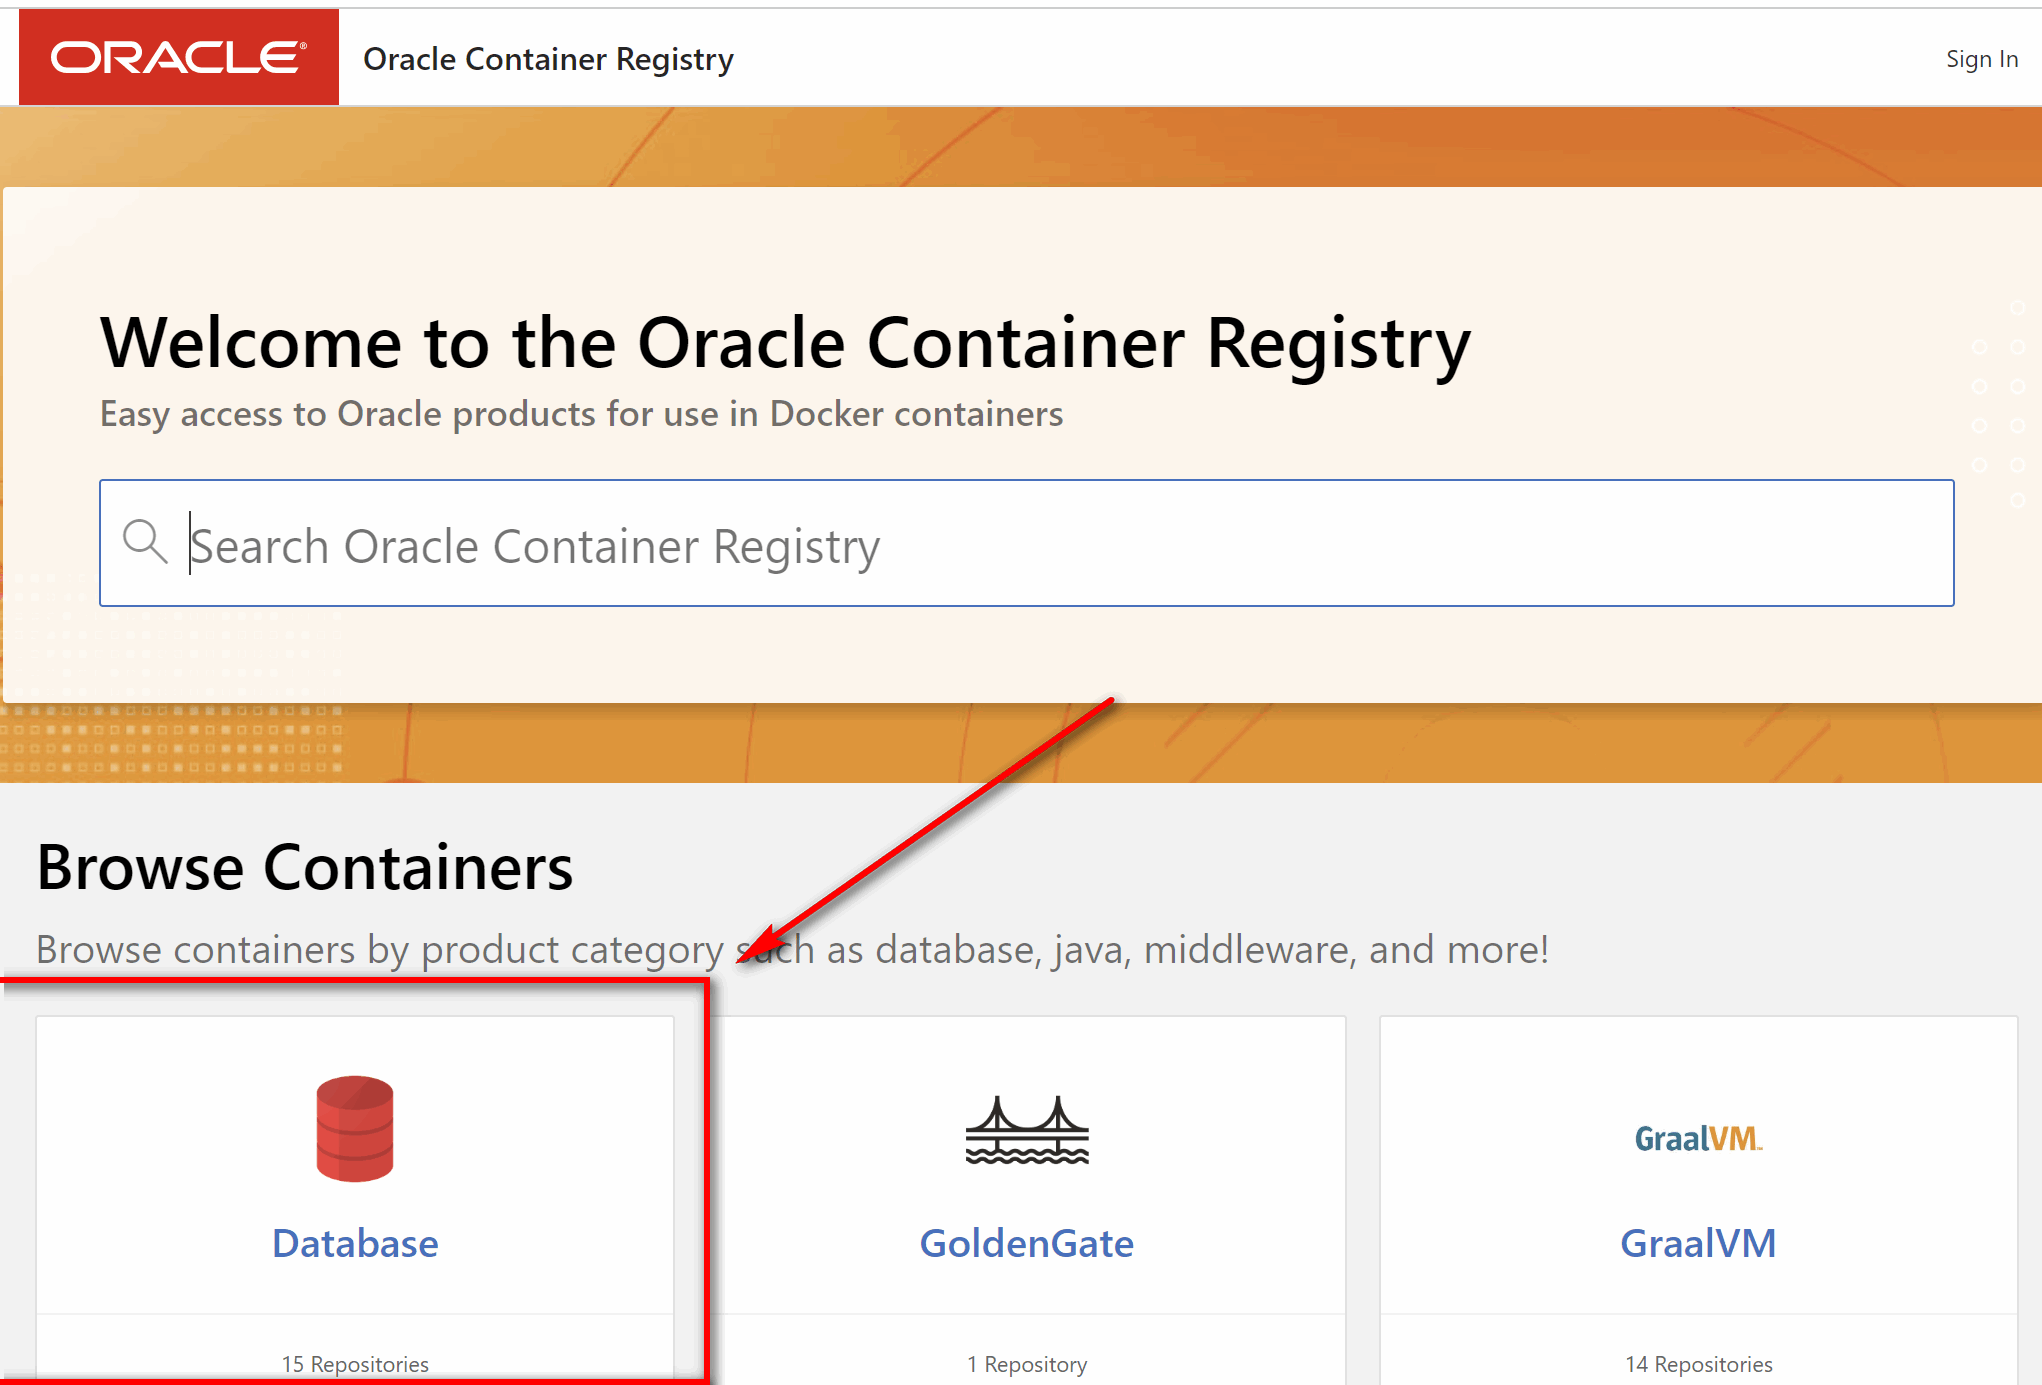 ORACLE®
Oracle Container Registry
Sign In
Welcome to the Oracle Container Registry
Easy access to Oracle products for use in Docker containers
Search Oracle Container Registry
Browse Containers
Browse containers by product category such as database, java, middleware, and more!
Database
15 Repositories
GoldenGate
1 Repository
GraalVM™
GraalVM
14 Repositories